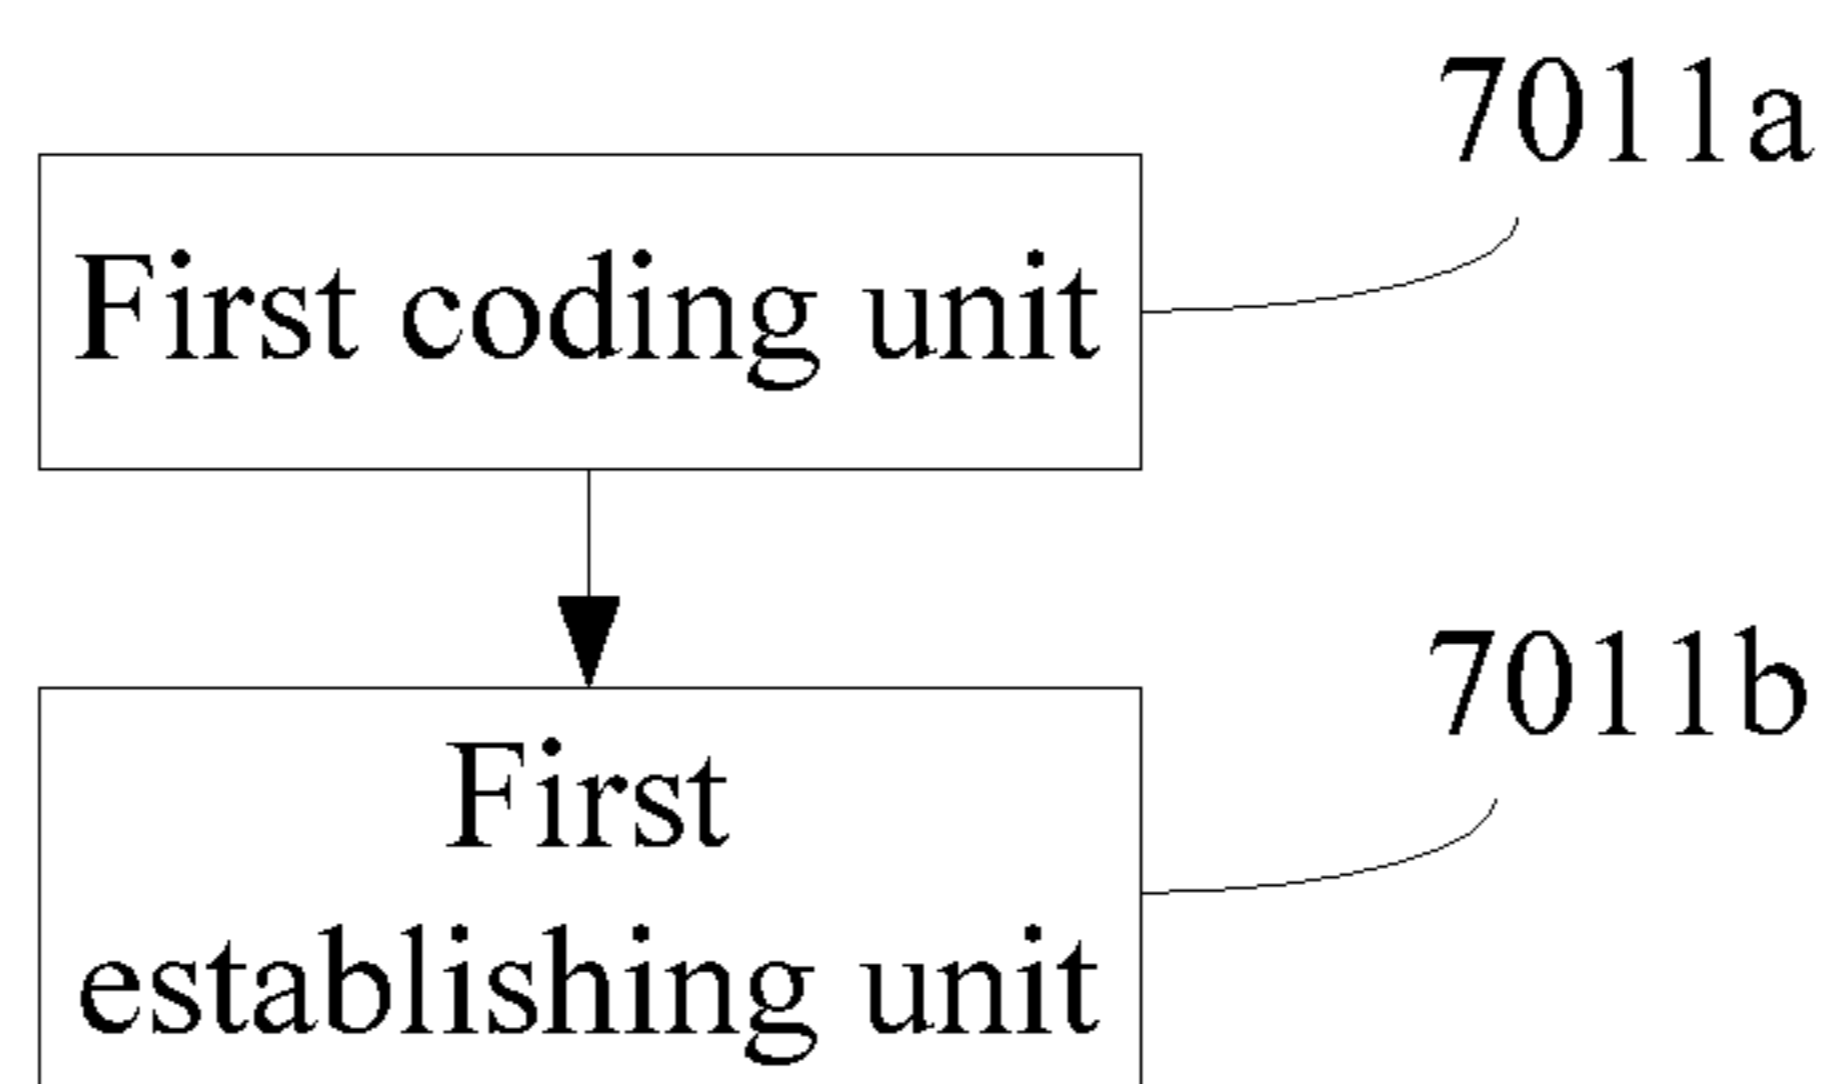 7011a
First coding unit
7011b
First
establishing unit